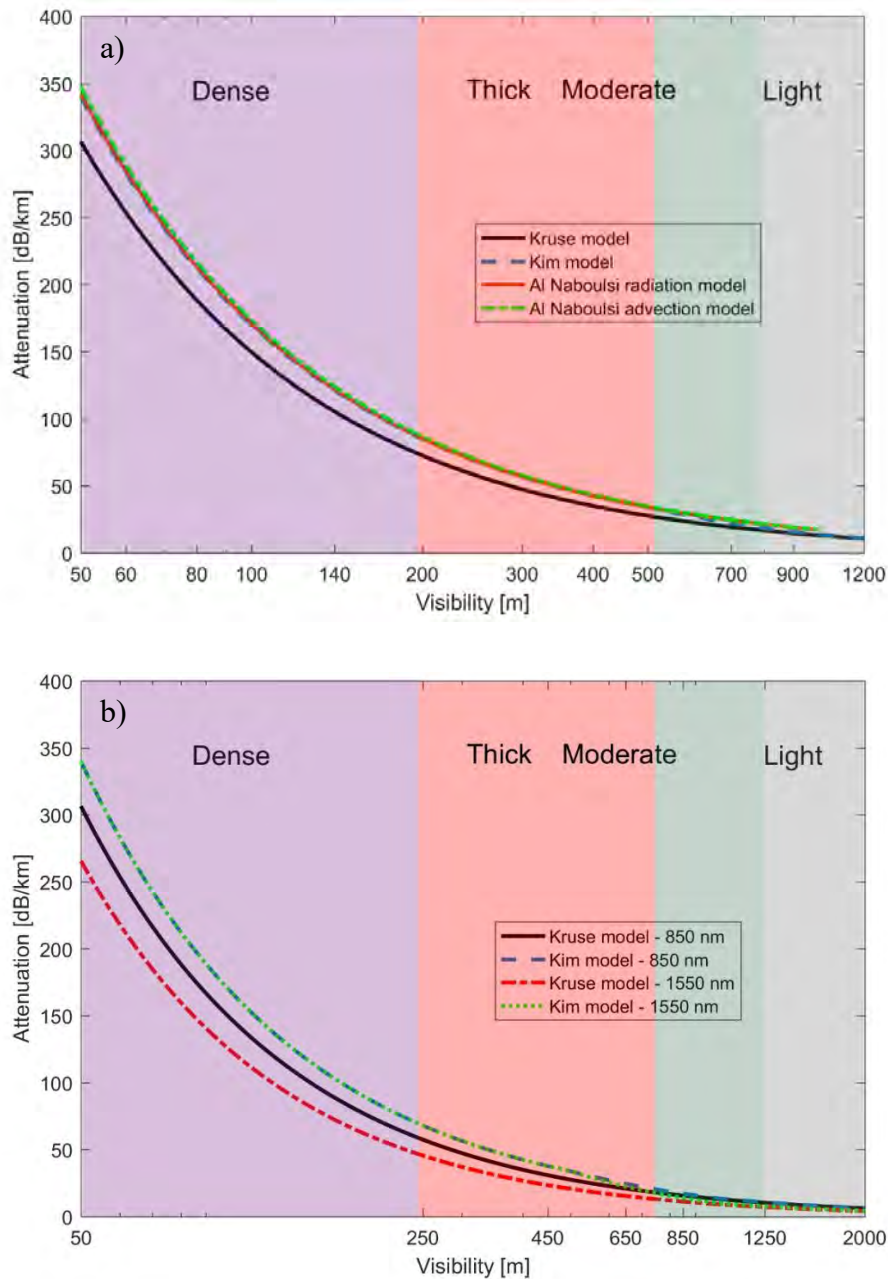 400
350
300
250
200
150
100
50
0
Attenuation [dB/km]
a)
Dense
Thick
Moderate
Light
Kruse model
Kim model
Al Naboulsi radiation model
Al Naboulsi advection model
50 60 80 100 140 200 300 400 500 700 900 1200
Visibility [m]
400
350
300
250
200
150
100
50
0
Attenuation [dB/km]
b)
Dense
Thick
Moderate
Light
Kruse model - 850 nm
Kim model - 850 nm
Kruse model - 1550 nm
Kim model - 1550 nm
50 250 450 650 850 1250 2000
Visibility [m]